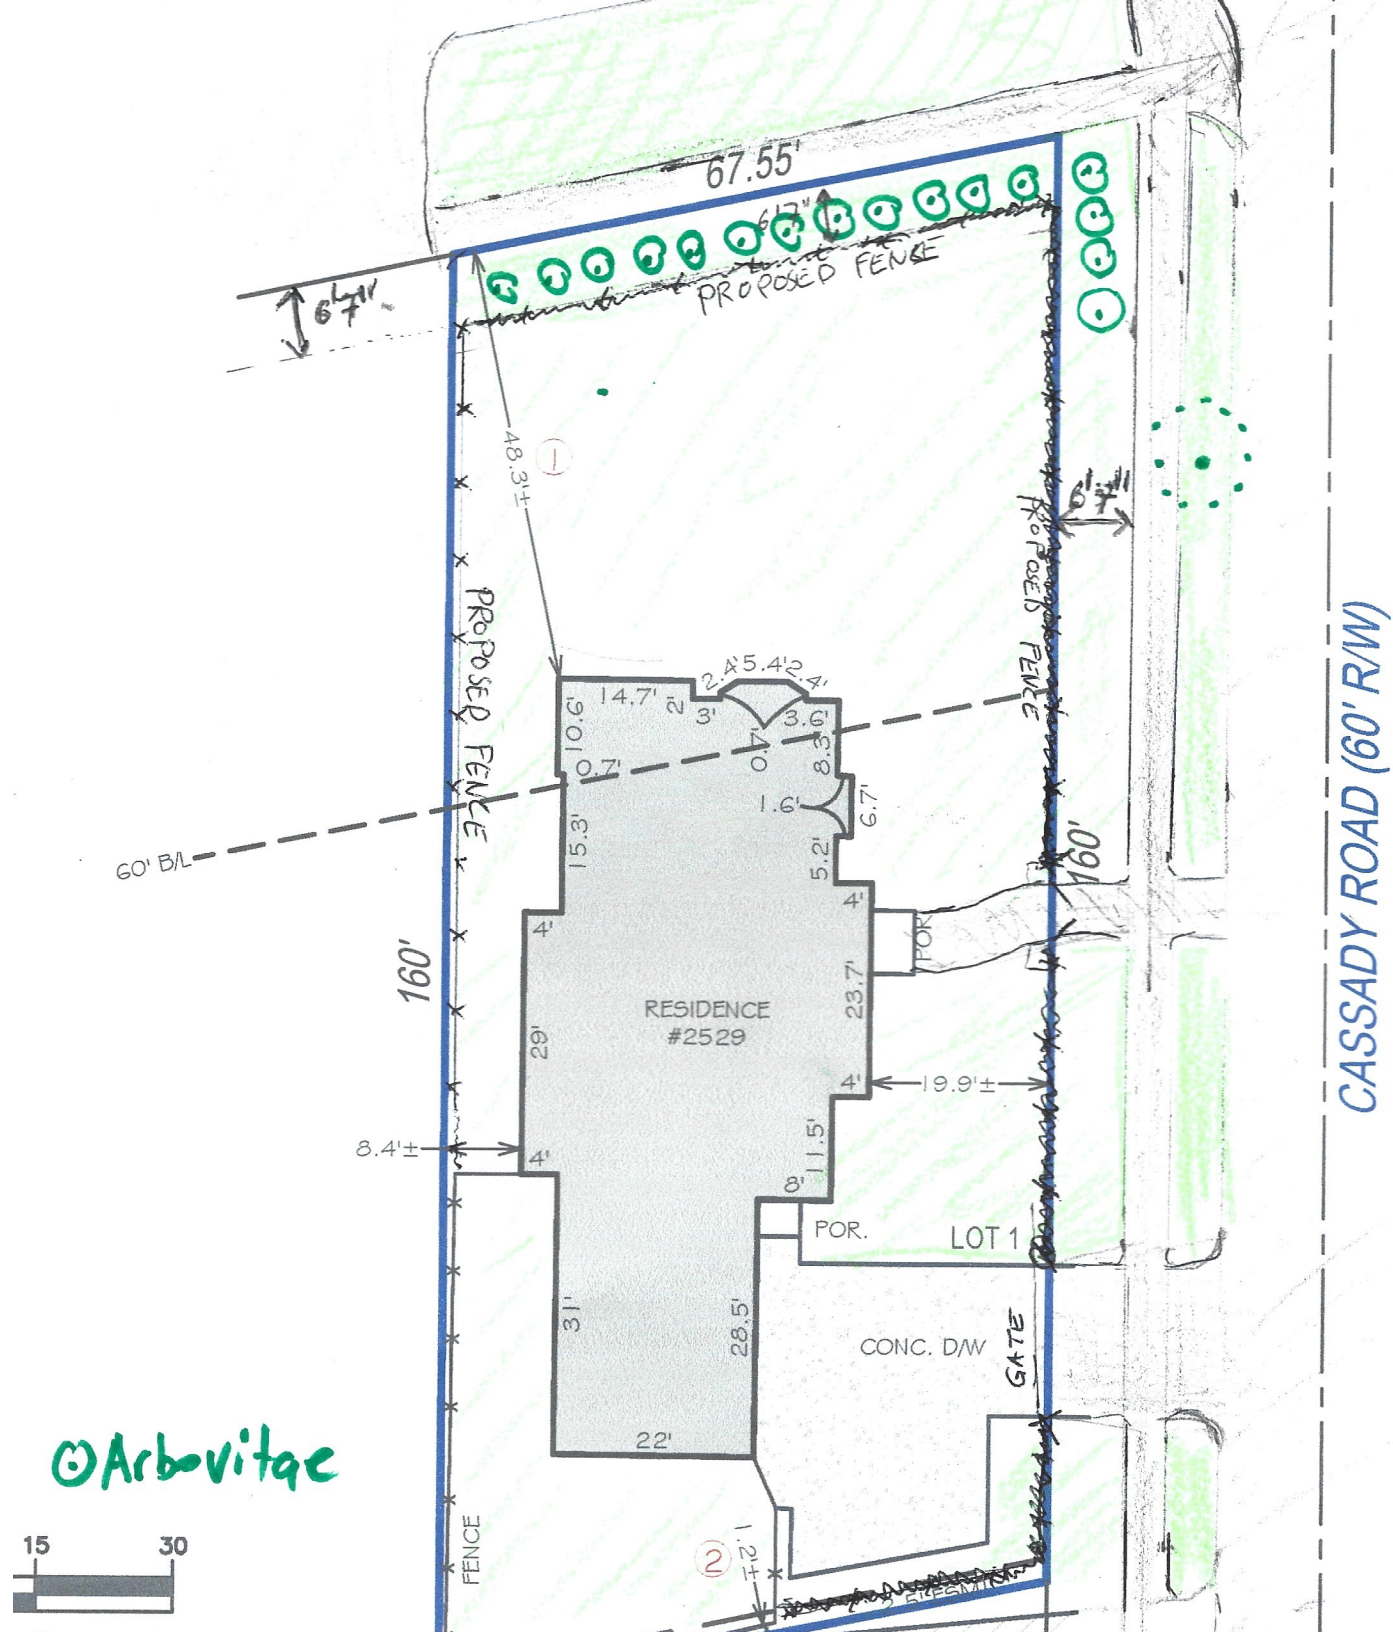 67.55'
6'7"
PROPOSED FENCE
6'7"
48.3'±
1
6'7"
PROPOSED FENCE
PROPOSED FENCE
2.4' 5.4' 2.4'
14.7'
2'
3'
3.6'
10.6'
0.7'
0.7'
8.3'
1.6'
6.7'
15.3'
5.2'
60' B/L
160'
160'
4'
4'
POR
RESIDENCE
#2529
23.7'
29'
4'
19.9'±
8.4'±
4'
11.5'
8'
POR.
LOT 1
31'
28.5'
CONC. D/W
GATE
22'
CASSADY ROAD (60' R/W)
Arbovitae
15 30
FENCE
2
1.2'±